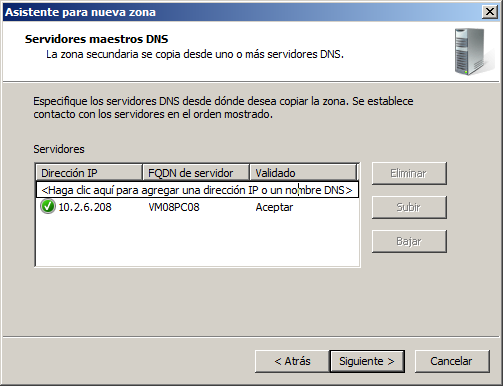 Asistente para nueva zona
Servidores maestros DNS
La zona secundaria se copia desde uno o más servidores DNS.
Especifique los servidores DNS desde dónde desea copiar la zona. Se establece
contacto con los servidores en el orden mostrado.
Servidores
Dirección IP FQDN de servidor Validado
<Haga clic aquí para agregar una dirección IP o un nombre DNS>
10.2.6.208 VM08PC08 Aceptar
Eliminar
Subir
Bajar
< Atrás Siguiente > Cancelar